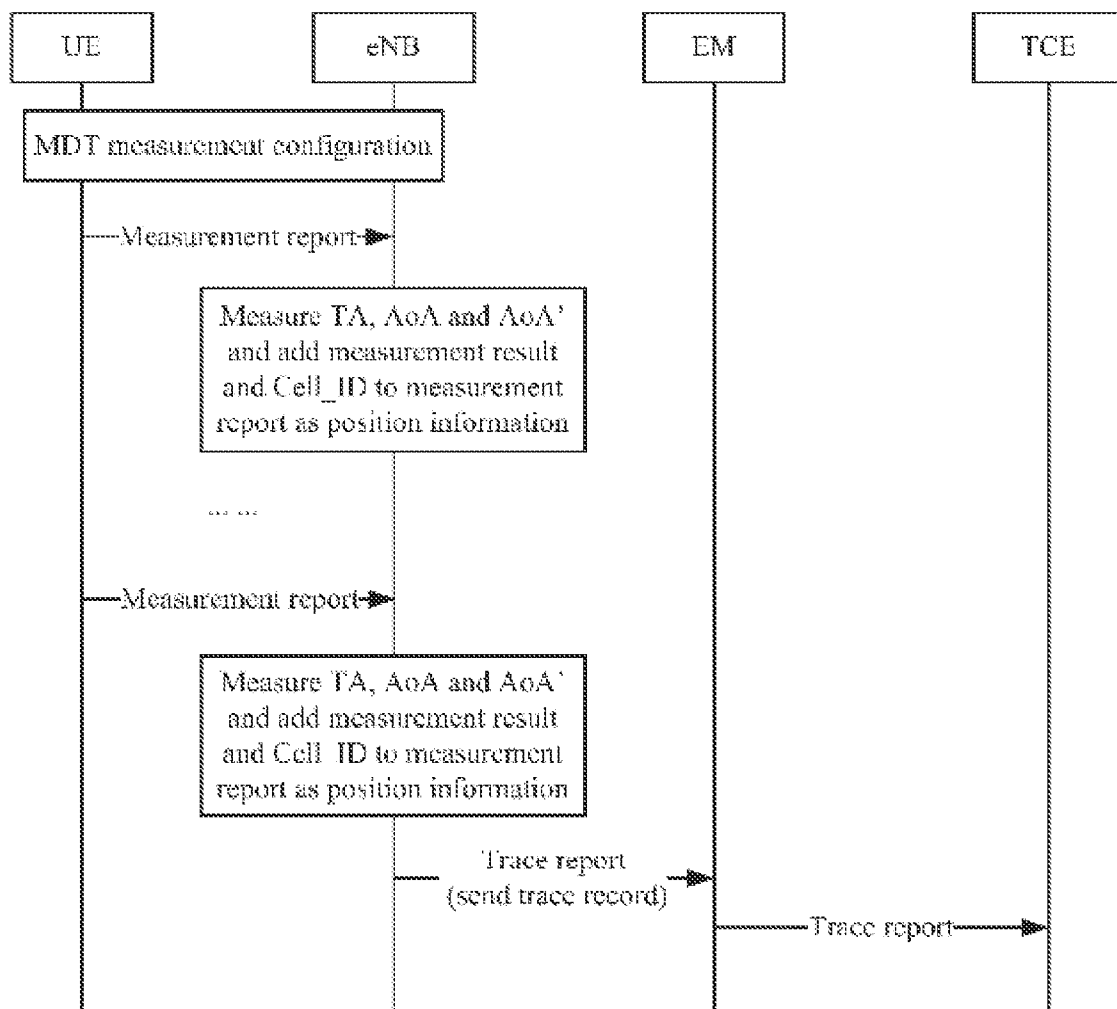 UE
eNB
EM
TCE
MDT measurement configuration
Measurement report
Measure TA, AoA and AoA'
and add measurement result
and Cell_ID to measurement
report as position information
... ...
Measurement report
Measure TA, AoA and AoA'
and add measurement result
and Cell_ID to measurement
report as position information
Trace report
(send trace record)
Trace report